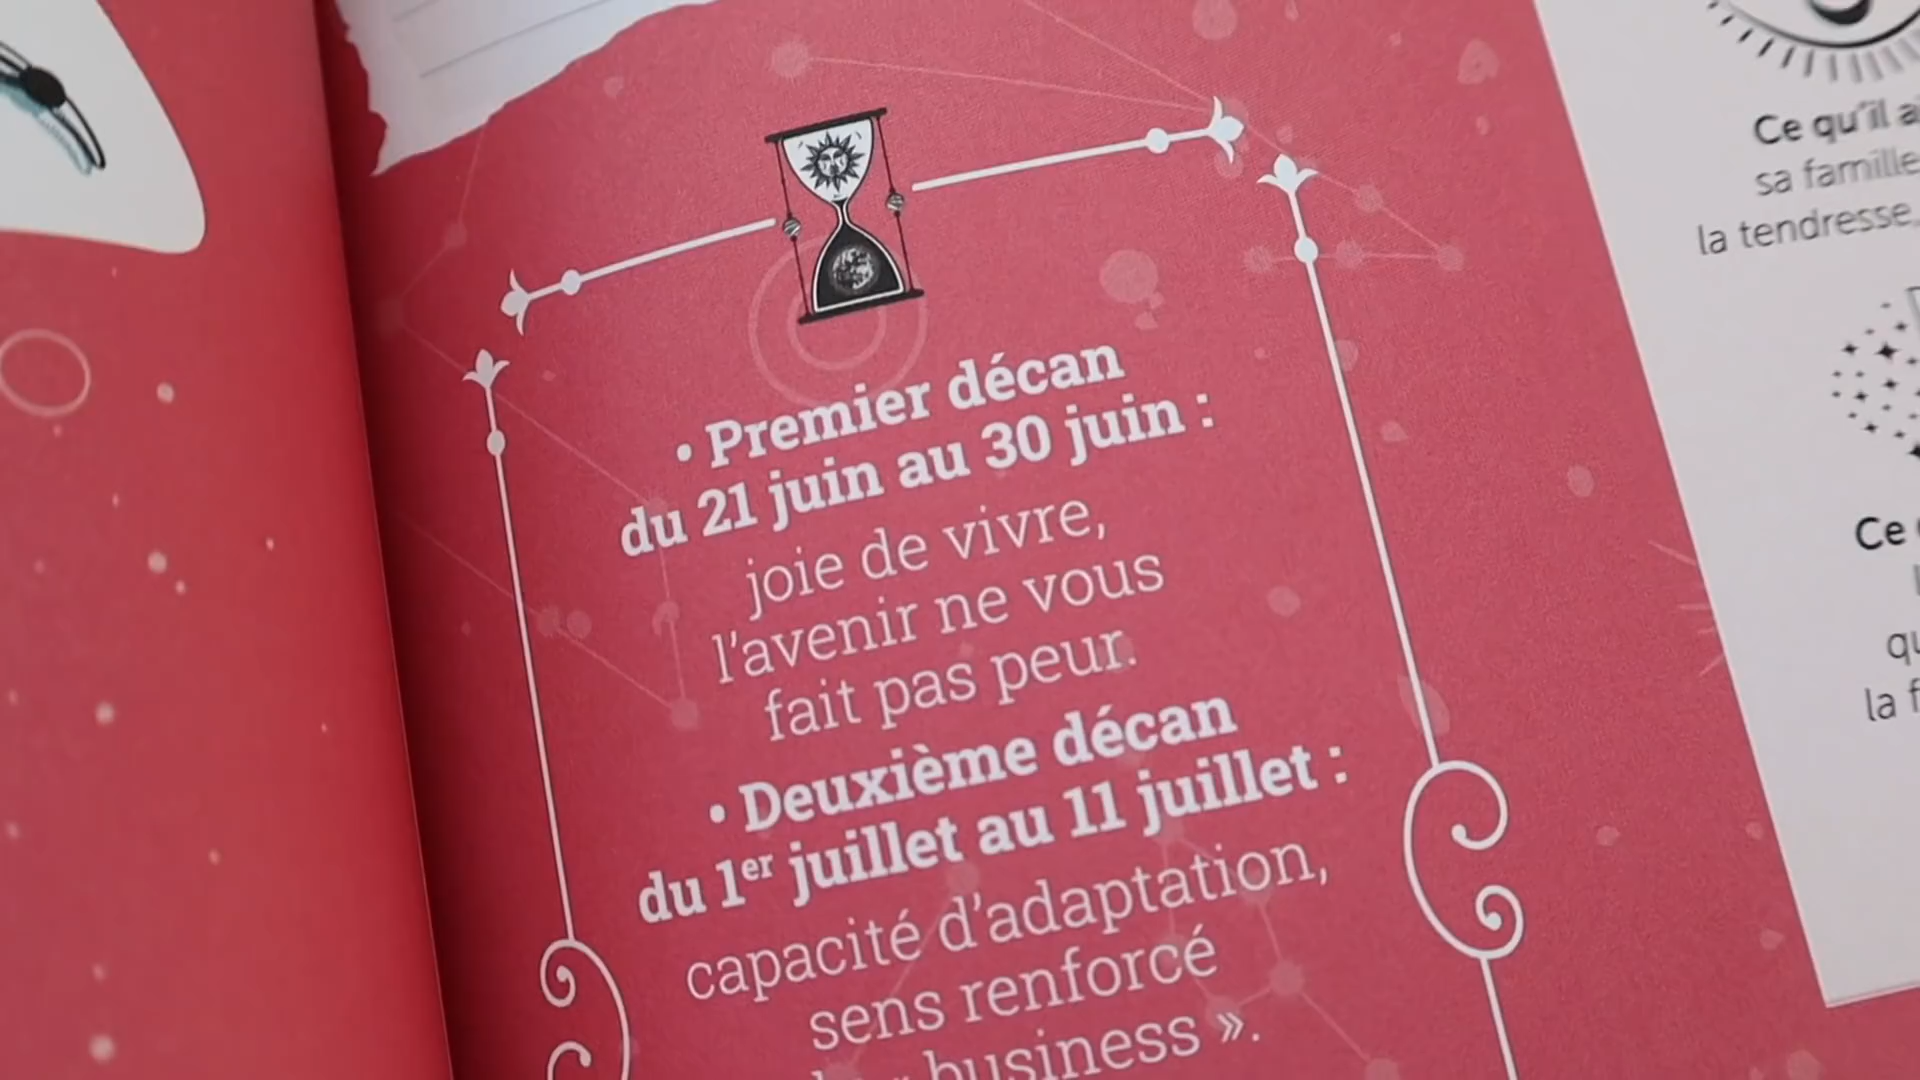 • Premier décan
du 21 juin au 30 juin :
joie de vivre,
l'avenir ne vous
fait pas peur.
• Deuxième décan
du 1er juillet au 11 juillet :
capacité d'adaptation,
sens renforcé
business ».
Ce qu'il
sa famille
la tendresse,
Ce
la